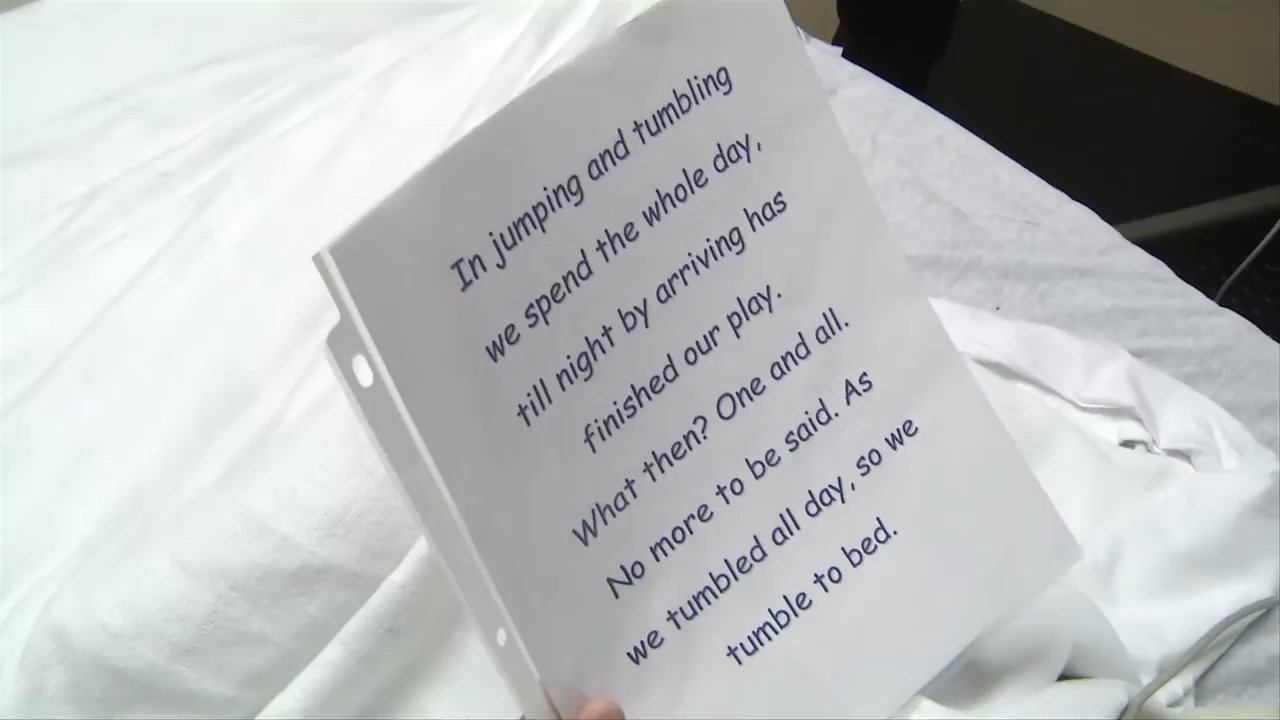 In jumping and tumbling
we spend the whole day,
till night by arriving has
finished our play.
What then? One and all.
No more to be said. As
we tumbled all day, so we
tumble to bed.